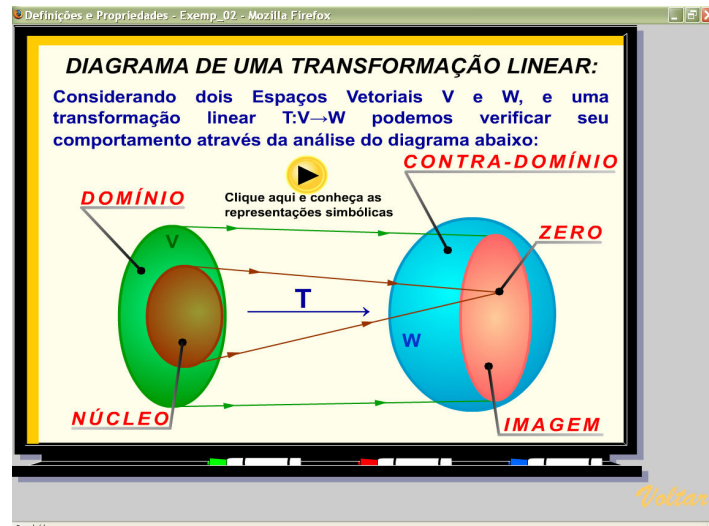 Definições e Propriedades - Exemp_02 - Mozilla Firefox
DIAGRAMA DE UMA TRANSFORMAÇÃO LINEAR:
Considerando dois Espaços Vetoriais V e W, e uma
transformação linear T:V→W podemos verificar seu
comportamento através da análise do diagrama abaixo:
CONTRA-DOMÍNIO
DOMÍNIO
Clique aqui e conheça as
representações simbólicas
ZERO
V
T
W
NÚCLEO
IMAGEM
Voltar